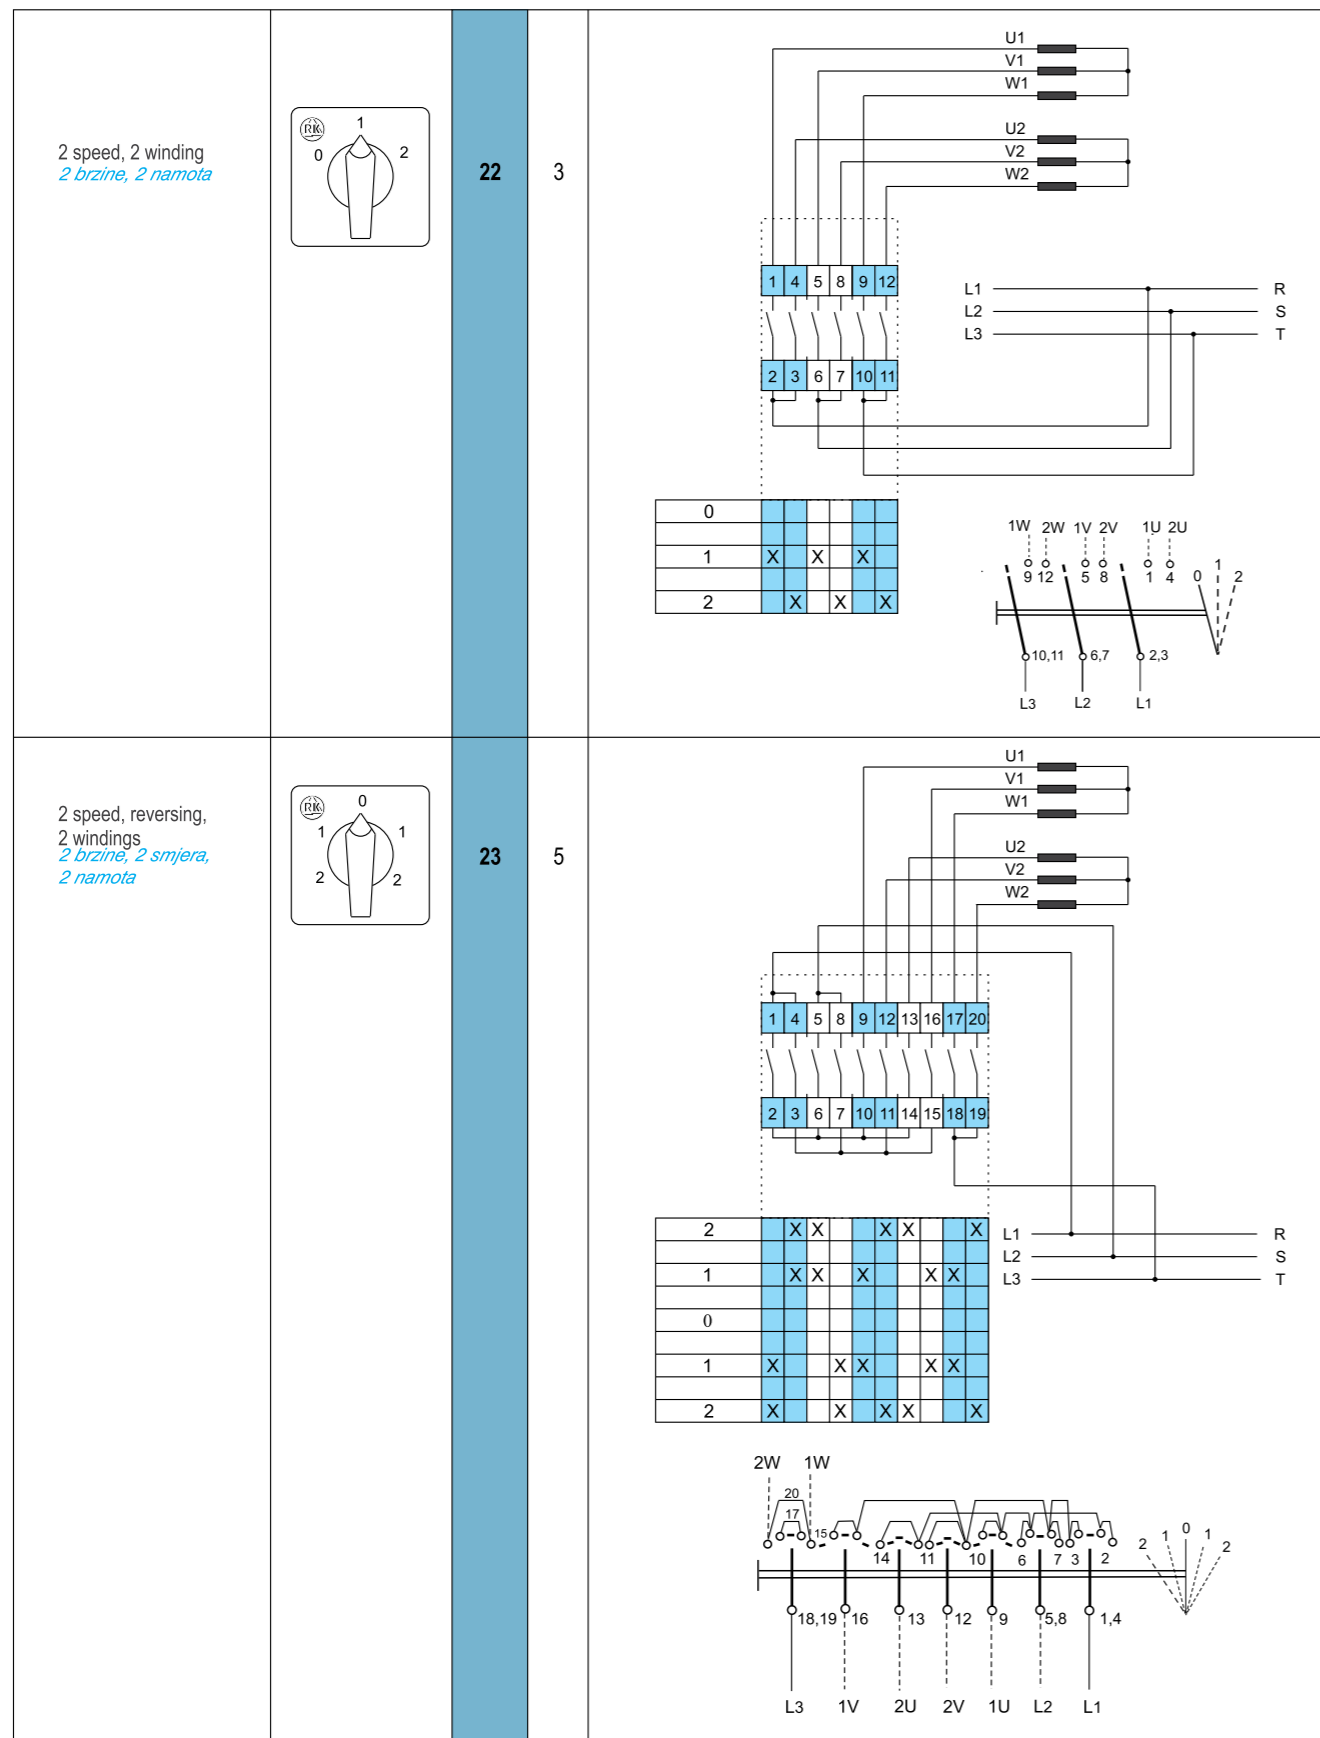 2 speed, 2 winding
2 brzine, 2 namota
RK
1
0 2
22
3
U1
V1
W1
U2
V2
W2
1 4 5 8 9 12
L1 R
L2 S
L3 T
2 3 6 7 10 11
0
1 X X X
2 X X X
1W 2W 1V 2V 1U 2U
9 12 5 8 1 4 0 1 2
10,11 6,7 2,3
L3 L2 L1
2 speed, reversing,
2 windings
2 brzine, 2 smjera,
2 namota
RK
0
1 1
2 2
23
5
U1
V1
W1
U2
V2
W2
1 4 5 8 9 12 13 16 17 20
2 3 6 7 10 11 14 15 18 19
2 X X X X X
1 X X X X X
0
1 X X X X X
2 X X X X X
L1 R
L2 S
L3 T
2W 1W
20
17 15 14 11 10 6 7 3 2
2 1 0 1 2
18,19 16 13 12 9 5,8 1,4
L3 1V 2U 2V 1U L2 L1